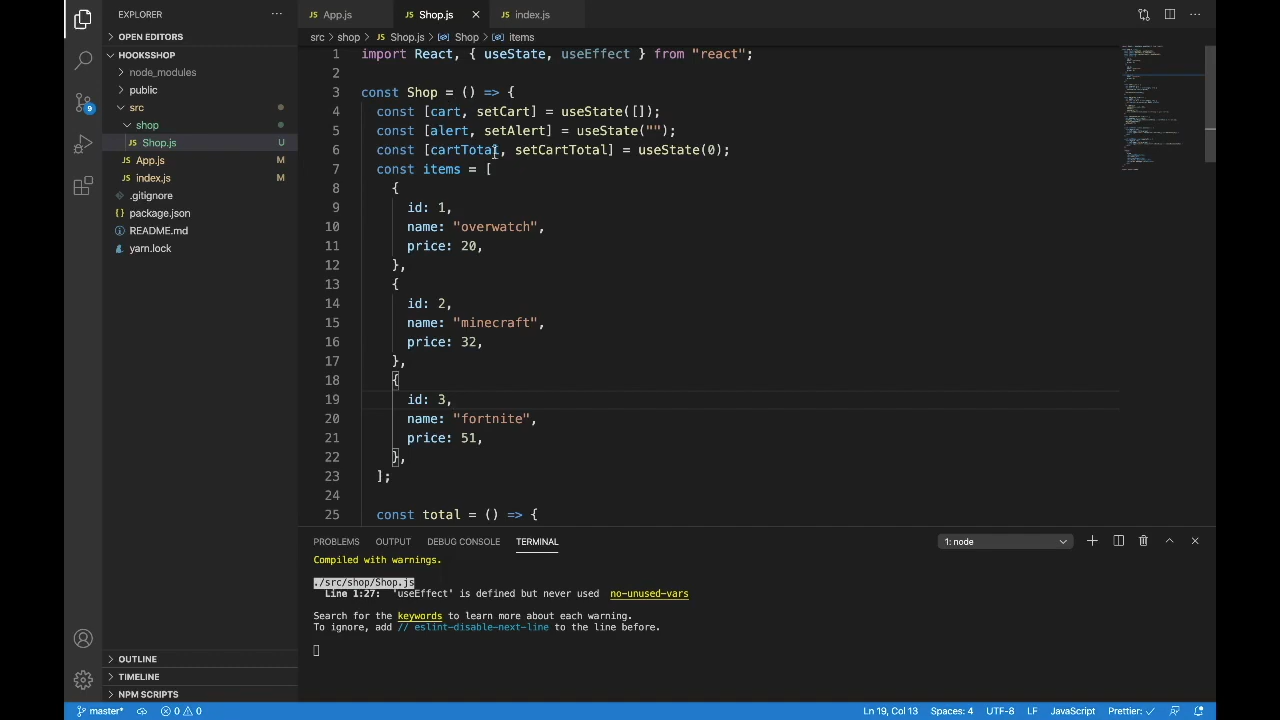 EXPLORER
OPEN EDITORS
HOOKSSHOP
node_modules
public
src
shop
Shop.js U
App.js M
index.js M
.gitignore
package.json
README.md
yarn.lock
OUTLINE
TIMELINE
NPM SCRIPTS
9
App.js Shop.js index.js
src > shop > Shop.js > Shop > items
1 import React, { useState, useEffect } from "react";
2
3 const Shop = () => {
4 const [cart, setCart] = useState([]);
5 const [alert, setAlert] = useState("");
6 const [cartTotal, setCartTotal] = useState(0);
7 const items = [
8 {
9 id: 1,
10 name: "overwatch",
11 price: 20,
12 },
13 {
14 id: 2,
15 name: "minecraft",
16 price: 32,
17 },
18 {
19 id: 3,
20 name: "fortnite",
21 price: 51,
22 },
23 ];
24
25 const total = () => {
PROBLEMS OUTPUT DEBUG CONSOLE TERMINAL 1: node
Compiled with warnings.
./src/shop/Shop.js
Line 1:27: 'useEffect' is defined but never used no-unused-vars
Search for the keywords to learn more about each warning.
To ignore, add // eslint-disable-next-line to the line before.
master* 0 0 Ln 19, Col 13 Spaces: 4 UTF-8 LF JavaScript Prettier: ✓